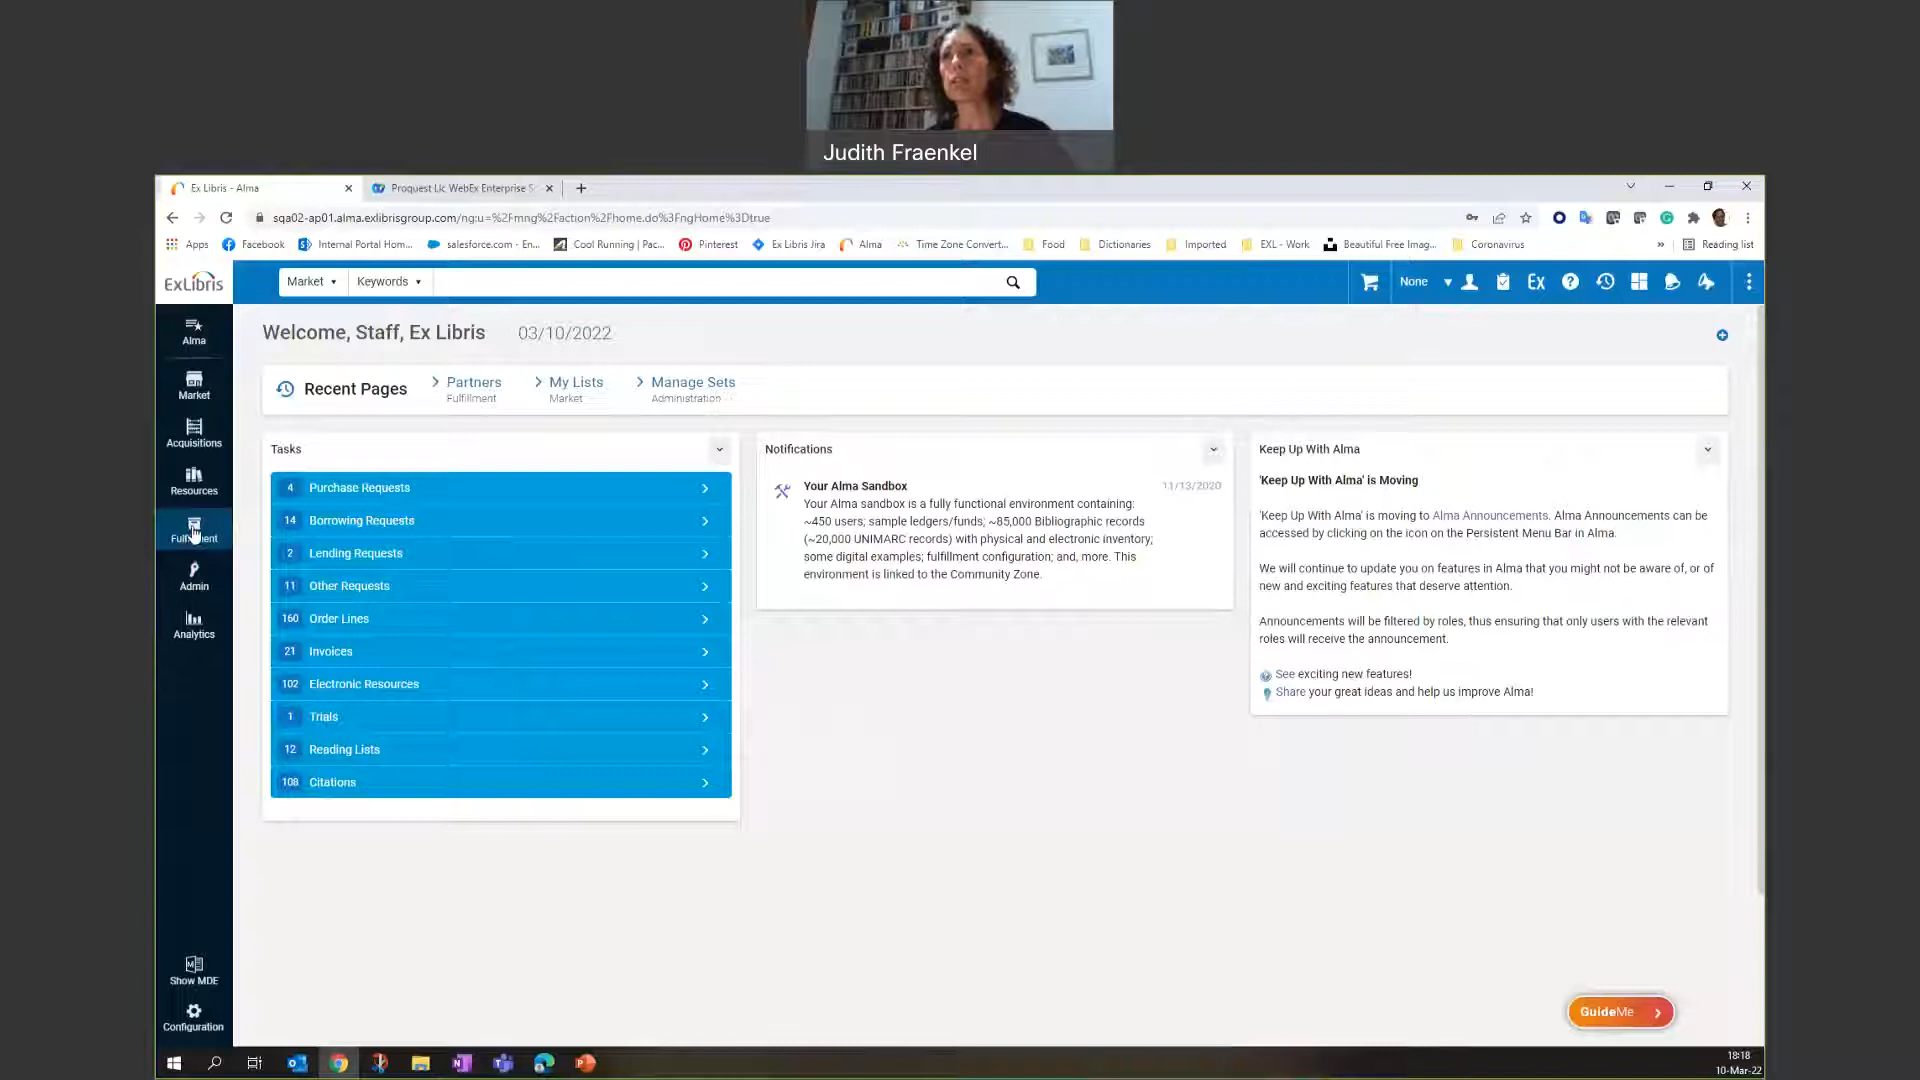 Judith Fraenkel
Ex Libris - Alma
Proquest Llc WebEx Enterprise S
sqa02-ap01.alma.exlibrisgroup.com/ng:u=%2Fmng%2Faction%2Fhome.do%3FngHome%3Dtrue
Apps Facebook Internal Portal Hom... salesforce.com - En... Cool Running | Pac... Pinterest Ex Libris Jira Alma Time Zone Convert... Food Dictionaries Imported EXL - Work Beautiful Free Imag... Coronavirus » Reading list
ExLibris Market Keywords None Ex
Alma
Market
Acquisitions
Resources
Admin
Analytics
Show MDE
Configuration
Welcome, Staff, Ex Libris 03/10/2022
Recent Pages
Partners
Fulfillment
My Lists
Market
Manage Sets
Administration
Tasks
4 Purchase Requests
14 Borrowing Requests
2 Lending Requests
11 Other Requests
160 Order Lines
21 Invoices
102 Electronic Resources
1 Trials
12 Reading Lists
108 Citations
Notifications
Your Alma Sandbox 11/13/2020
Your Alma sandbox is a fully functional environment containing:
~450 users; sample ledgers/funds; ~85,000 Bibliographic records
(~20,000 UNIMARC records) with physical and electronic inventory;
some digital examples; fulfillment configuration; and, more. This
environment is linked to the Community Zone.
Keep Up With Alma
'Keep Up With Alma' is Moving
'Keep Up With Alma' is moving to Alma Announcements. Alma Announcements can be
accessed by clicking on the icon on the Persistent Menu Bar in Alma.
We will continue to update you on features in Alma that you might not be aware of, or of
new and exciting features that deserve attention.
Announcements will be filtered by roles, thus ensuring that only users with the relevant
roles will receive the announcement.
See exciting new features!
Share your great ideas and help us improve Alma!
GuideMe
18:18
10-Mar-22